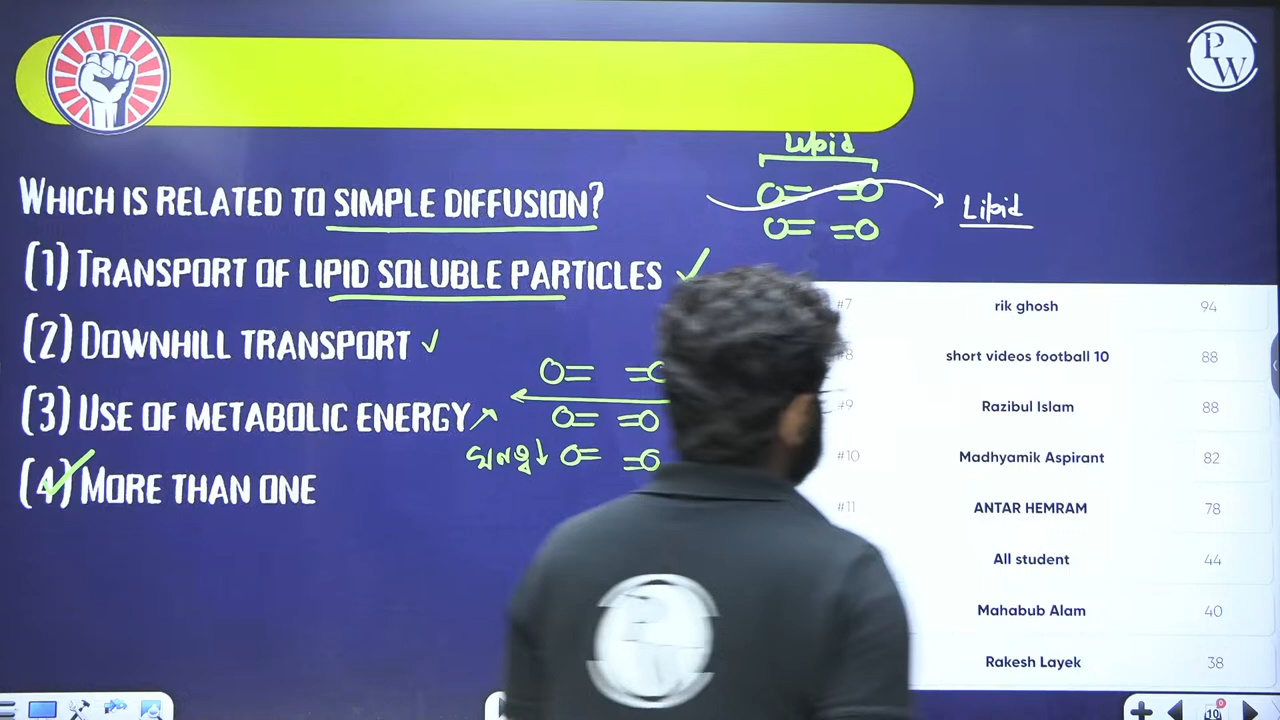 PW
Lipid
WHICH IS RELATED TO SIMPLE DIFFUSION?
Lipid
(1) TRANSPORT OF LIPID SOLUBLE PARTICLES
(2) DOWNHILL TRANSPORT
(3) USE OF METABOLIC ENERGY
(4) MORE THAN ONE
#7 rik ghosh 94
#8 short videos football 10 88
#9 Razibul Islam 88
#10 Madhyamik Aspirant 82
#11 ANTAR HEMRAM 78
All student 44
Mahabub Alam 40
Rakesh Layek 38